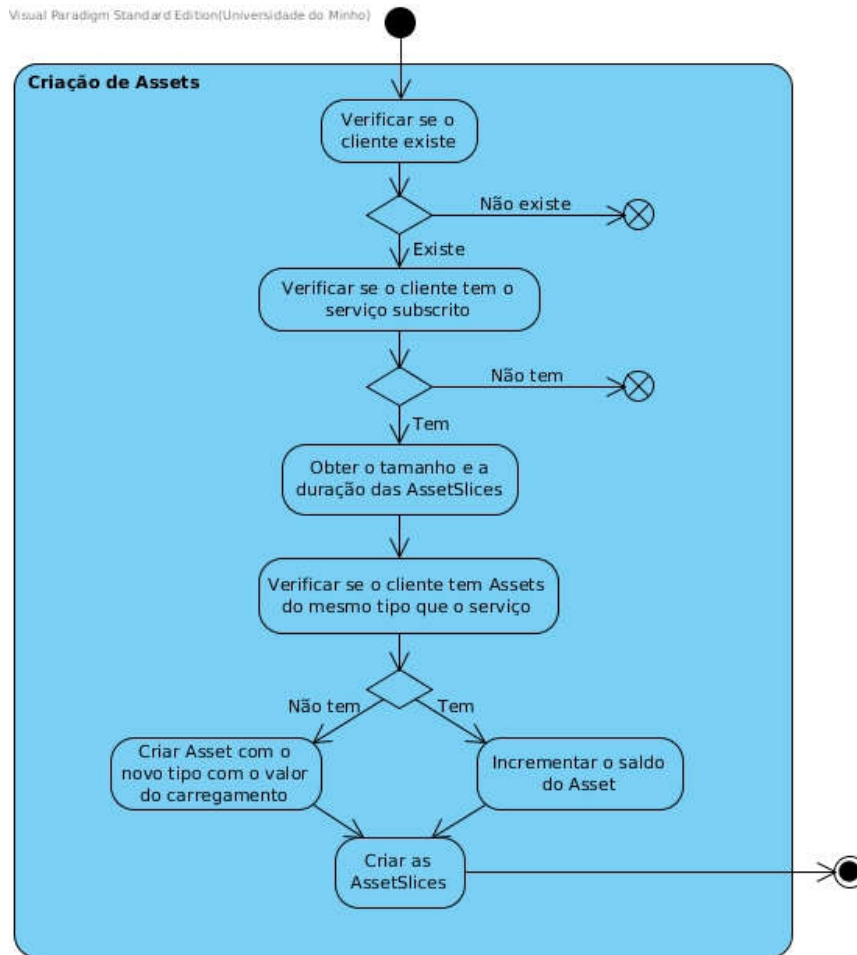 Visual Paradigm Standard Edition(Universidade do Minho)
Criação de Assets
Verificar se o
cliente existe
Não existe
Existe
Verificar se o cliente tem o
serviço subscrito
Não tem
Tem
Obter o tamanho e a
duração das AssetSlices
Verificar se o cliente tem Assets
do mesmo tipo que o serviço
Não tem
Tem
Criar Asset com o
novo tipo com o valor
do carregamento
Incrementar o saldo
do Asset
Criar as
AssetSlices